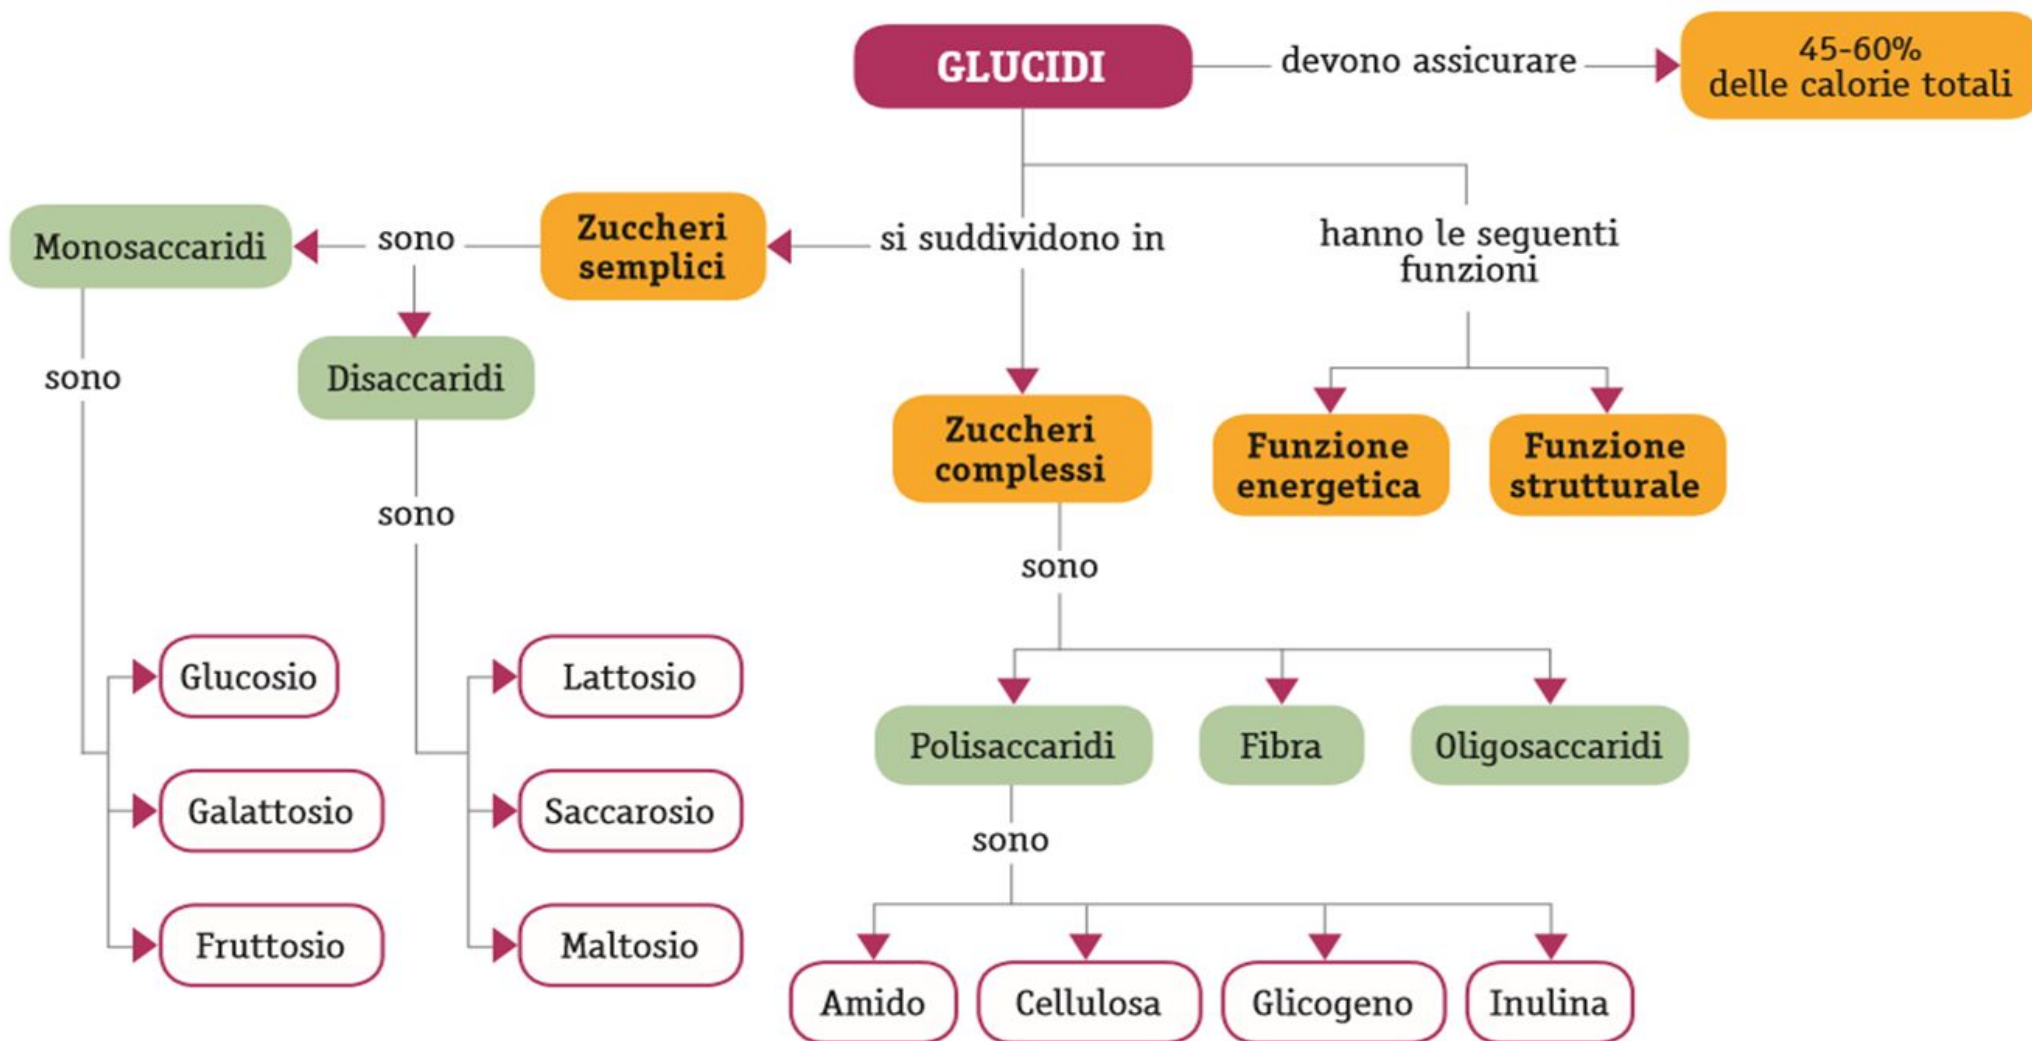 GLUCIDI
devono assicurare
45-60%
delle calorie totali
Monosaccaridi
sono
Zuccheri
semplici
si suddividono in
hanno le seguenti
funzioni
sono
Disaccaridi
Zuccheri
complessi
Funzione
energetica
Funzione
strutturale
sono
sono
Glucosio
Lattosio
Polisaccaridi
Fibra
Oligosaccaridi
Galattosio
Saccarosio
sono
Fruttosio
Maltosio
Amido
Cellulosa
Glicogeno
Inulina